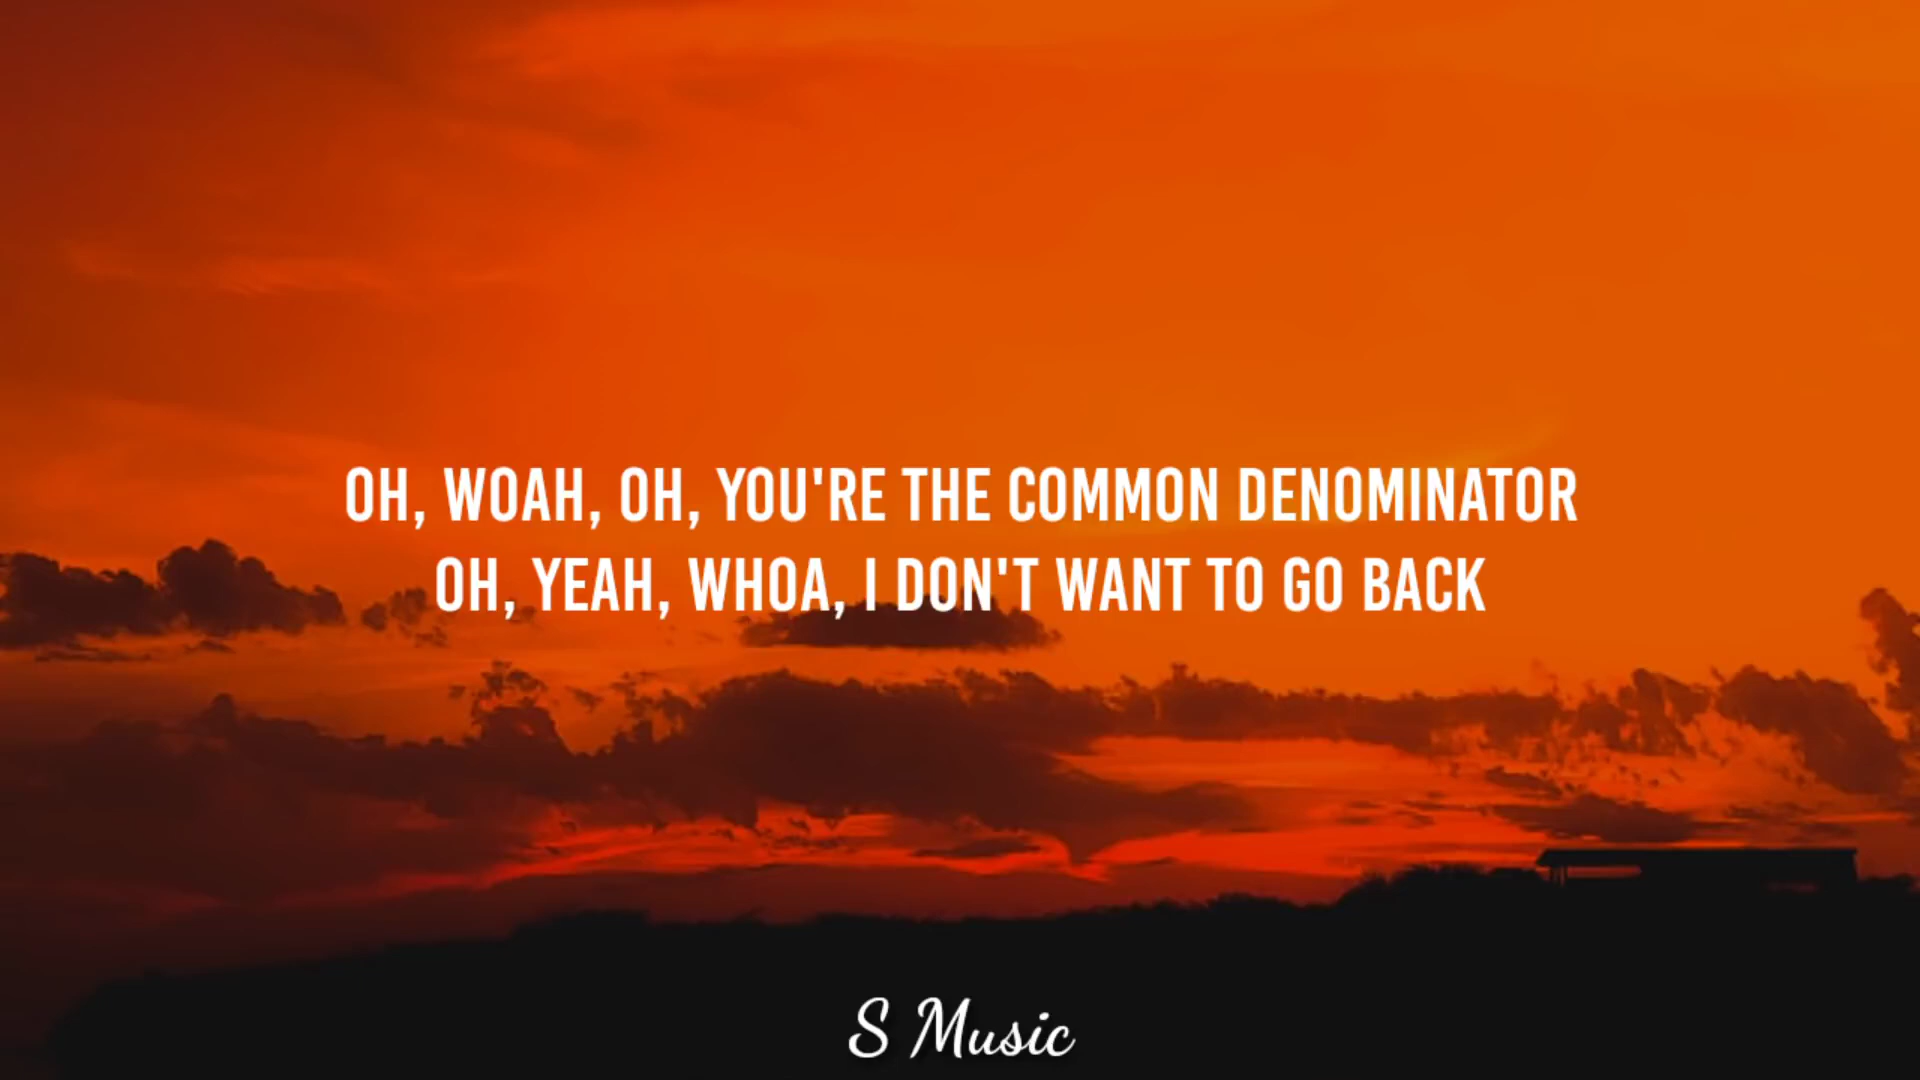 OH, WOAH, OH, YOU'RE THE COMMON DENOMINATOR
OH, YEAH, WHOA, I DON'T WANT TO GO BACK
S Music